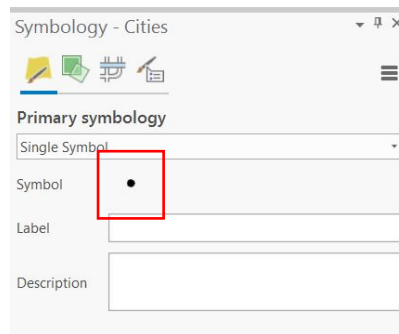 Symbology - Cities
Primary symbology
Single Symbol
Symbol
Label
Description